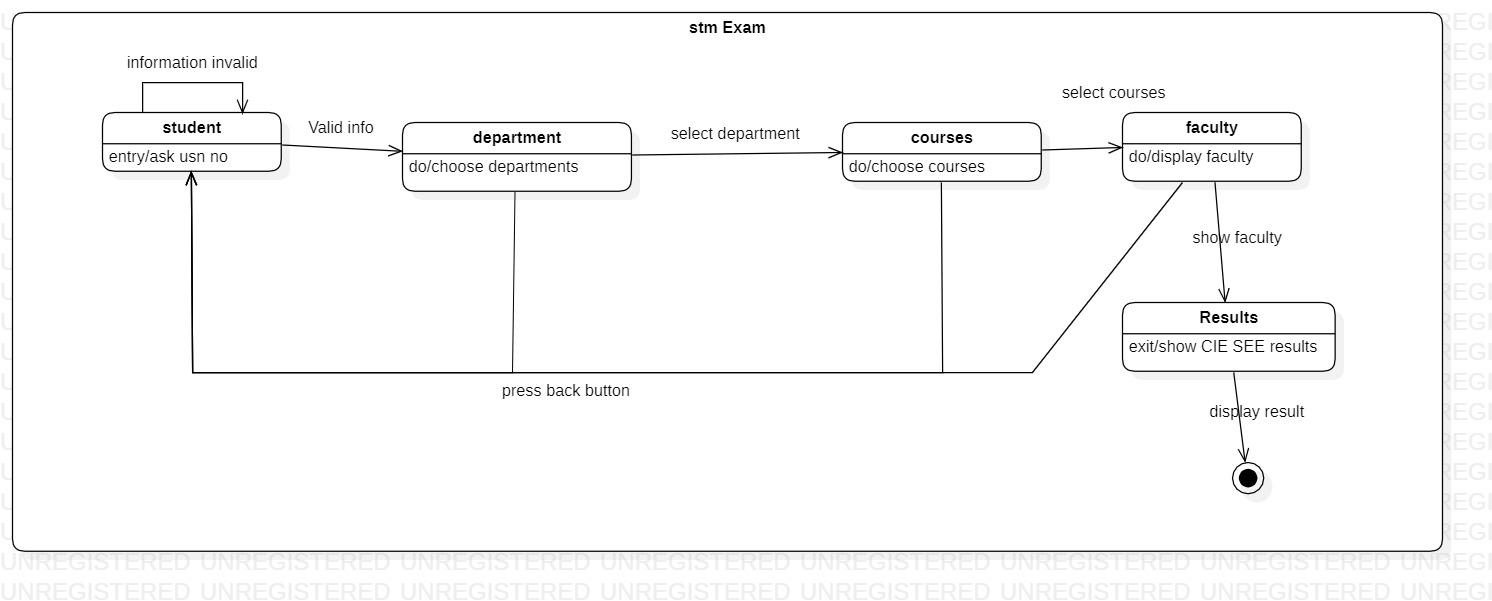 stm Exam
information invalid
select courses
student
Valid info
department
select department
courses
faculty
entry/ask usn no
do/choose departments
do/choose courses
do/display faculty
show faculty
Results
exit/show CIE SEE results
press back button
display result
UNREGISTERED UNREGISTERED UNREGISTERED UNREGISTERED UNREGISTERED UNREGISTERED UNREGISTERED UNREGI
UNREGISTERED UNREGISTERED UNREGISTERED UNREGISTERED UNREGISTERED UNREGISTERED UNREGISTERED UNREGI